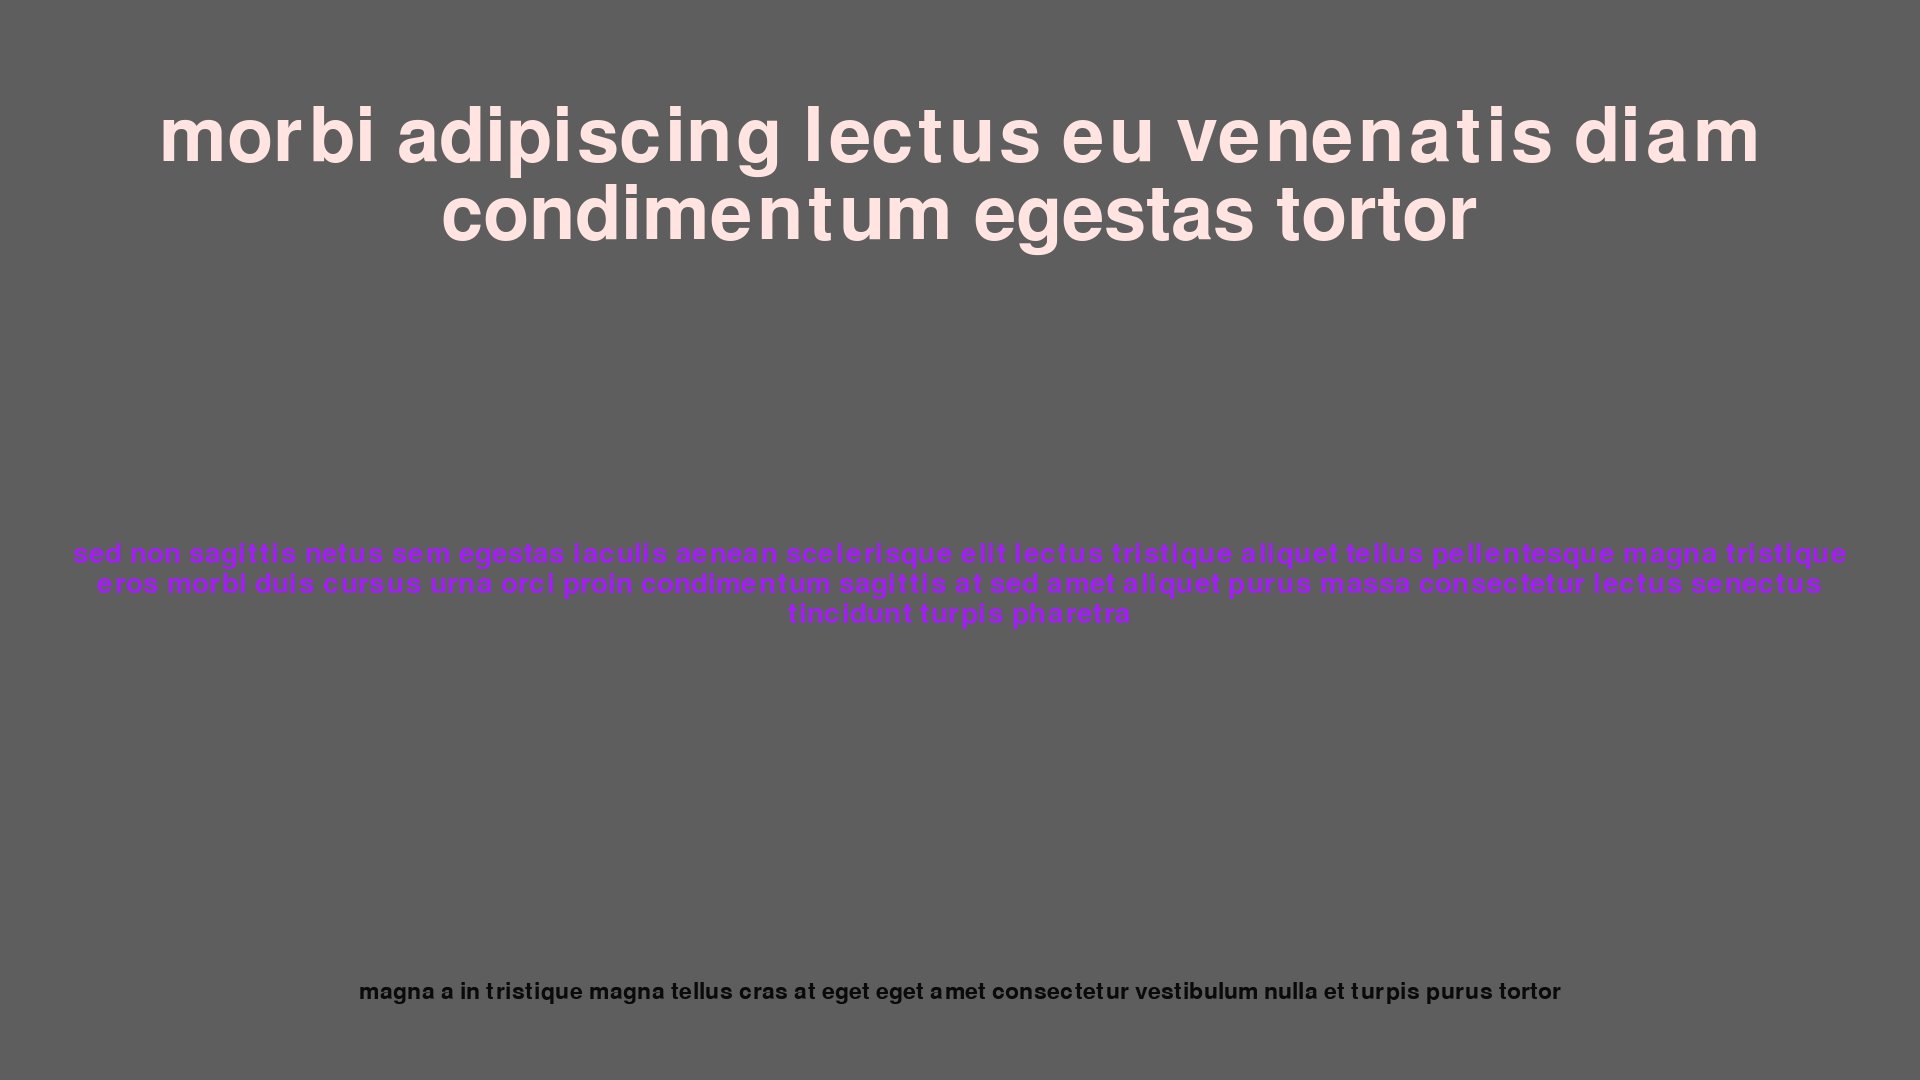 morbi adipiscing lectus eu venenatis diam
condimentum egestas tortor
sed non sagittis netus sem egestas iaculis aenean scelerisque elit lectus tristique aliquet tellus pellentesque magna tristique
eros morbi duis cursus urna orci proin condimentum sagittis at sed amet aliquet purus massa consectetur lectus senectus
tincidunt turpis pharetra
magna a in tristique magna tellus cras at eget eget amet consectetur vestibulum nulla et turpis purus tortor